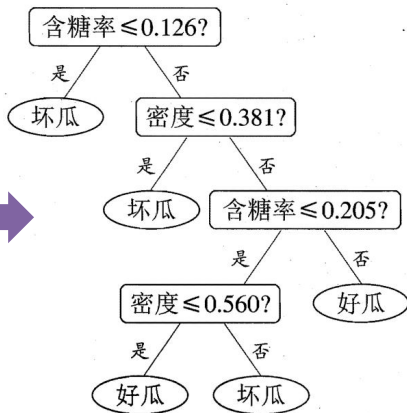 含糖率≤0.126?
是
否
坏瓜
密度≤0.381?
是
否
坏瓜
含糖率≤0.205?
是
否
密度≤0.560?
好瓜
是
否
好瓜
坏瓜